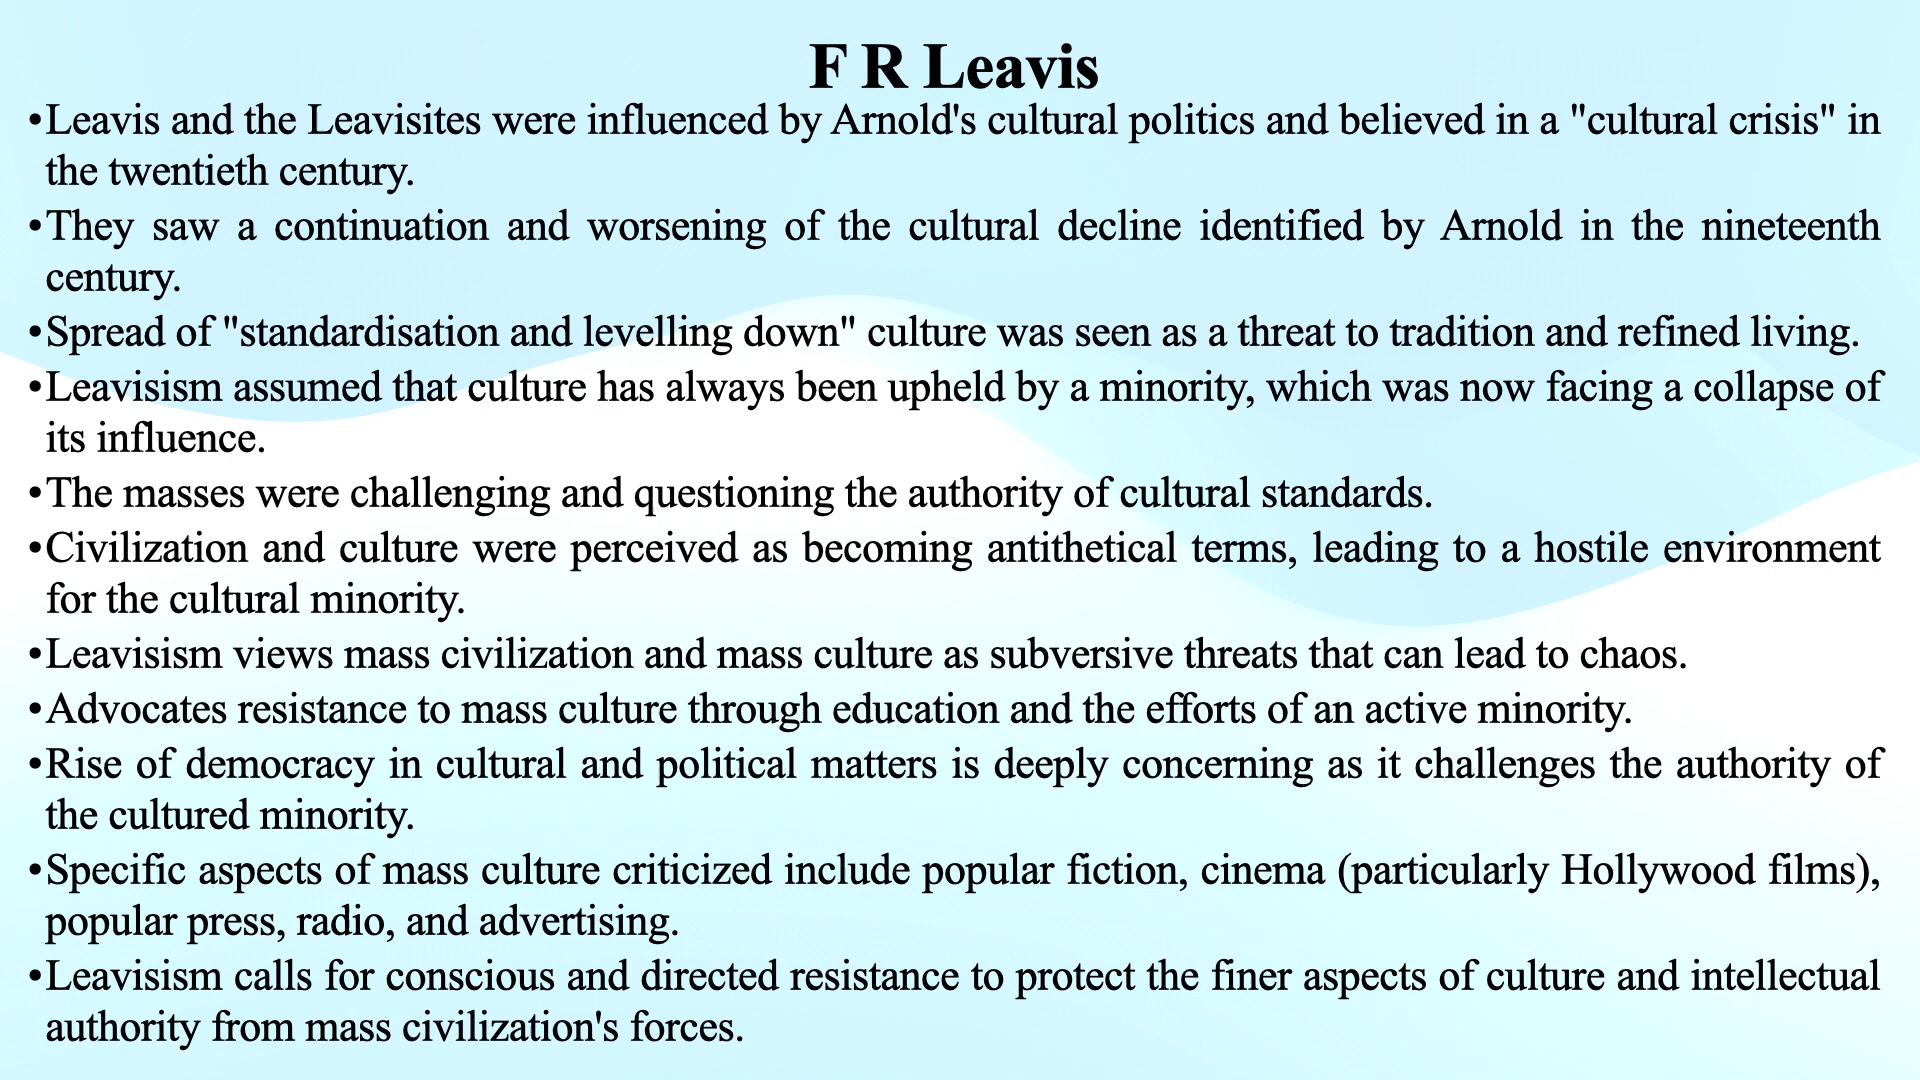 F R Leavis
•Leavis and the Leavisites were influenced by Arnold's cultural politics and believed in a "cultural crisis" in
the twentieth century.
•They saw a continuation and worsening of the cultural decline identified by Arnold in the nineteenth
century.
•Spread of "standardisation and levelling down" culture was seen as a threat to tradition and refined living.
•Leavisism assumed that culture has always been upheld by a minority, which was now facing a collapse of
its influence.
•The masses were challenging and questioning the authority of cultural standards.
•Civilization and culture were perceived as becoming antithetical terms, leading to a hostile environment
for the cultural minority.
•Leavisism views mass civilization and mass culture as subversive threats that can lead to chaos.
•Advocates resistance to mass culture through education and the efforts of an active minority.
•Rise of democracy in cultural and political matters is deeply concerning as it challenges the authority of
the cultured minority.
•Specific aspects of mass culture criticized include popular fiction, cinema (particularly Hollywood films),
popular press, radio, and advertising.
•Leavisism calls for conscious and directed resistance to protect the finer aspects of culture and intellectual
authority from mass civilization's forces.